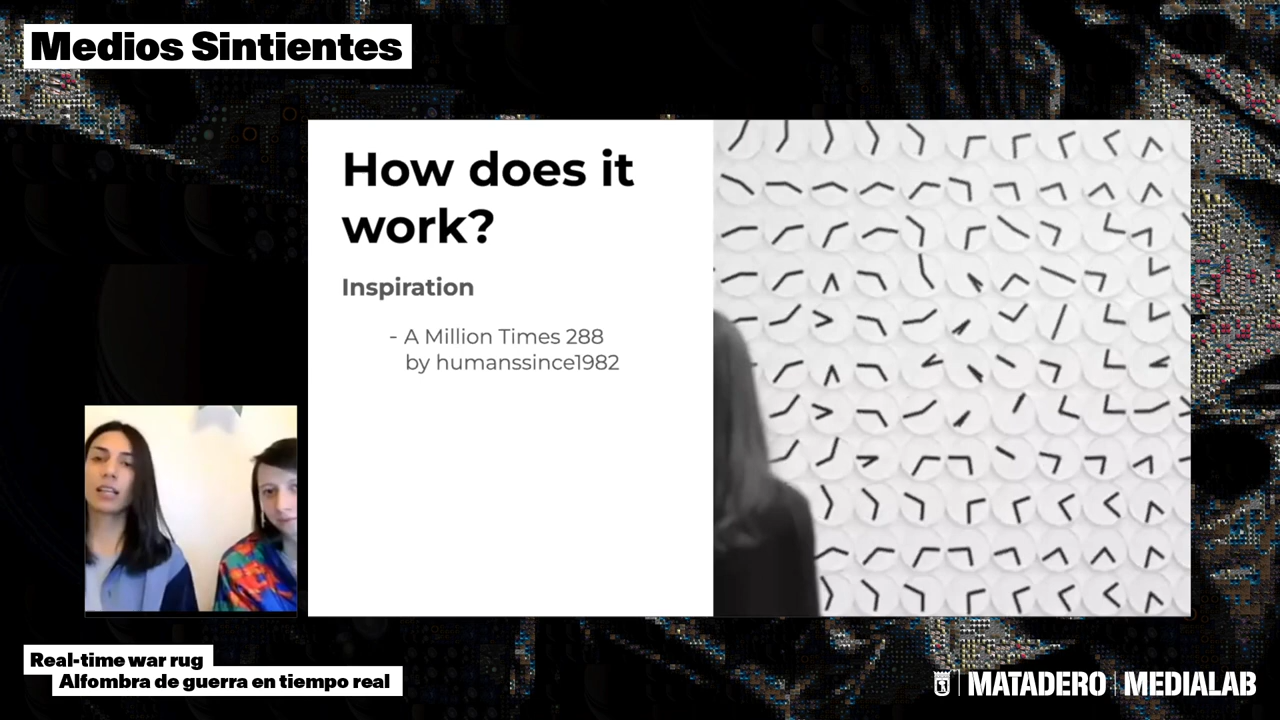 Medios Sintientes
How does it
work?
Inspiration
- A Million Times 288
by humanssince1982
Real-time war rug
Alfombra de guerra en tiempo real
MATADERO MEDIALAB